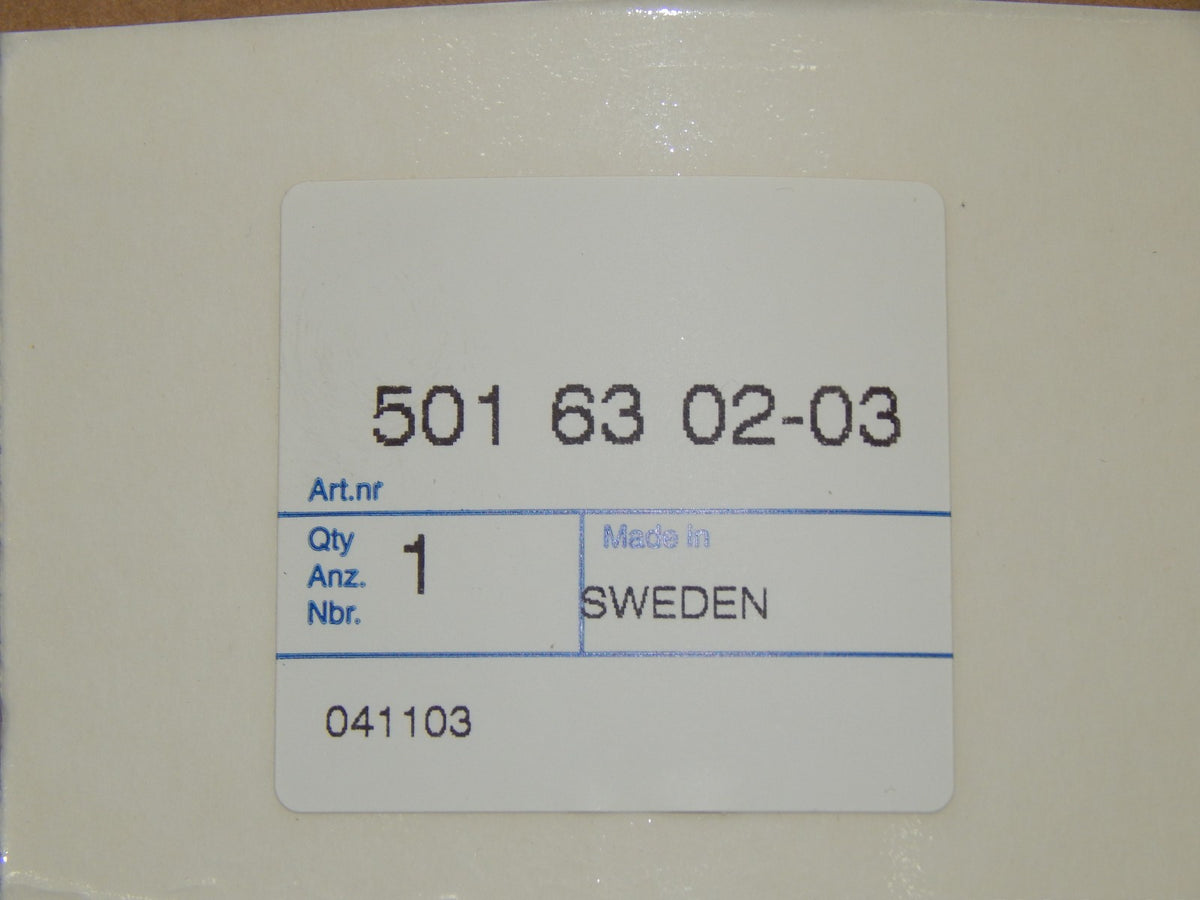 501 63 02-03
Art.nr
Qty 1
Anz.
Nbr.
Made in
SWEDEN
041103